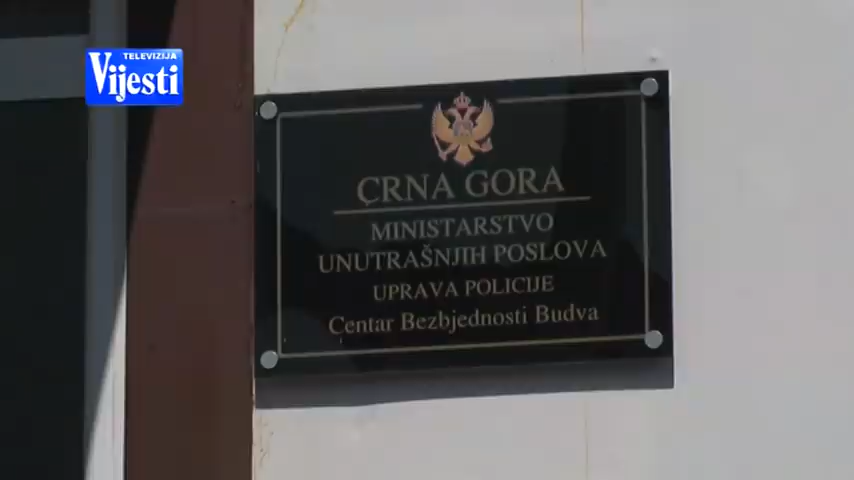 TELEVIZIJA
Vijesti
CRNA GORA
MINISTARSTVO
UNUTRAŠNJIH POSLOVA
UPRAVA POLICIJE
Centar Bezbjednosti Budva